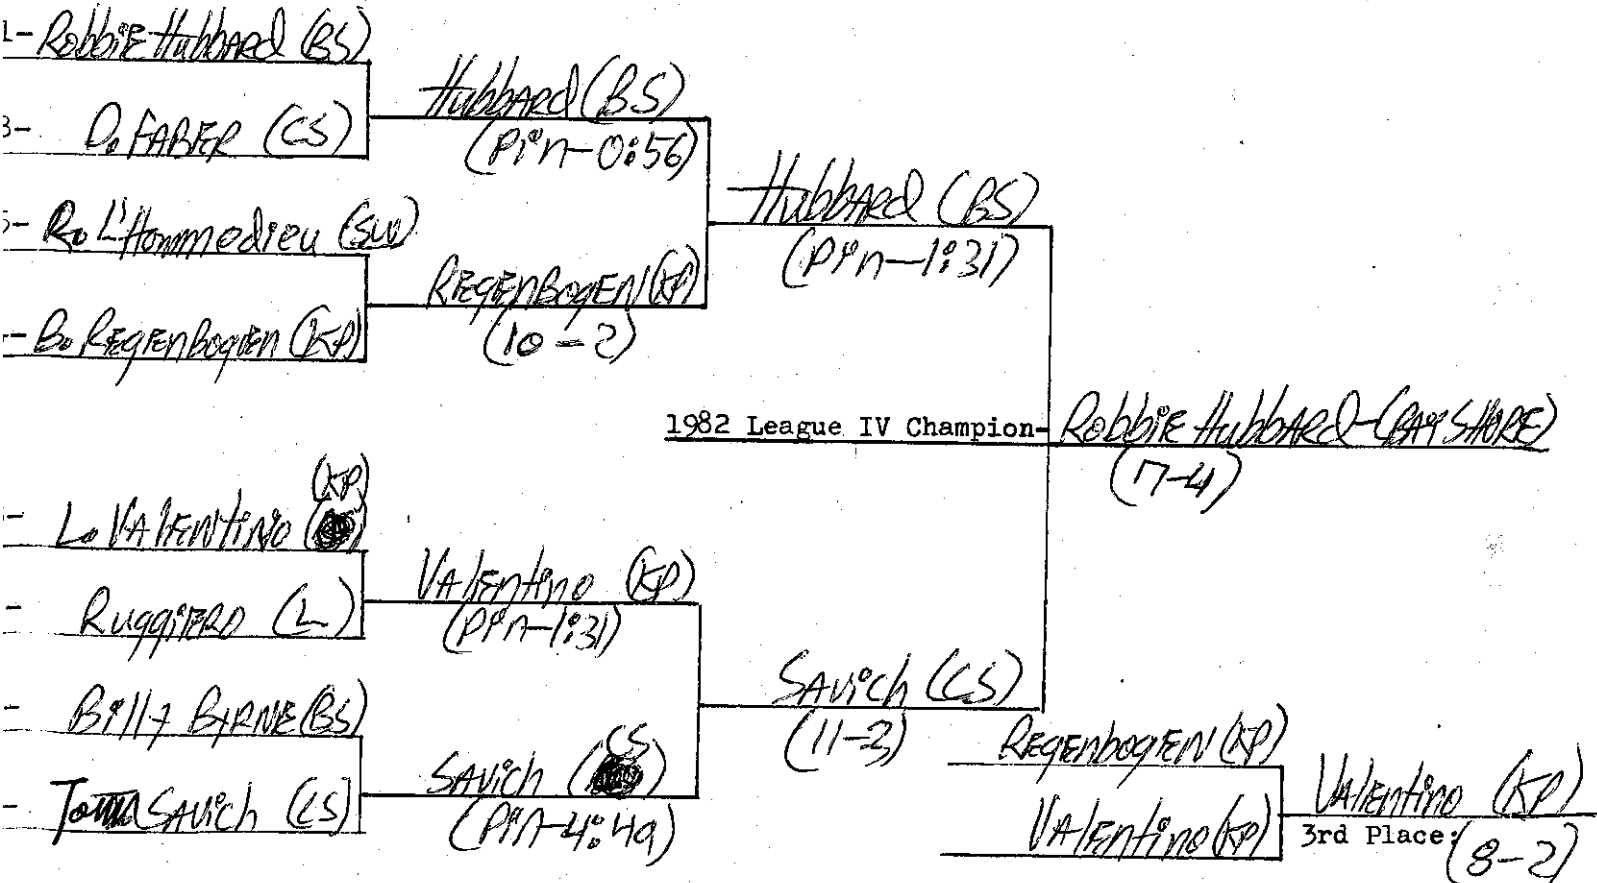 1- Robbie Hubbard (BS)
3- D. Faber (CS)
5- R. L'Hommedieu (SW)
- B. Regenbogen (KP)
Hubbard (BS)
(Pin-0:56)
Regenbogen (KP)
(10-2)
Hubbard (BS)
(Pin-1:31)
1982 League IV Champion- Robbie Hubbard-(Bay Shore)
(7-4)
(KP)
- L. Valentino
- Ruggiero (L)
- Billy Byrne (BS)
- Savich (CS)
Valentino (KP)
(Pin-1:31)
Savich (CS)
(Pin-4:49)
Savich (CS)
(11-3)
Regenbogen (KP)
Valentino (KP)
Valentino (KP)
3rd Place: (8-2)